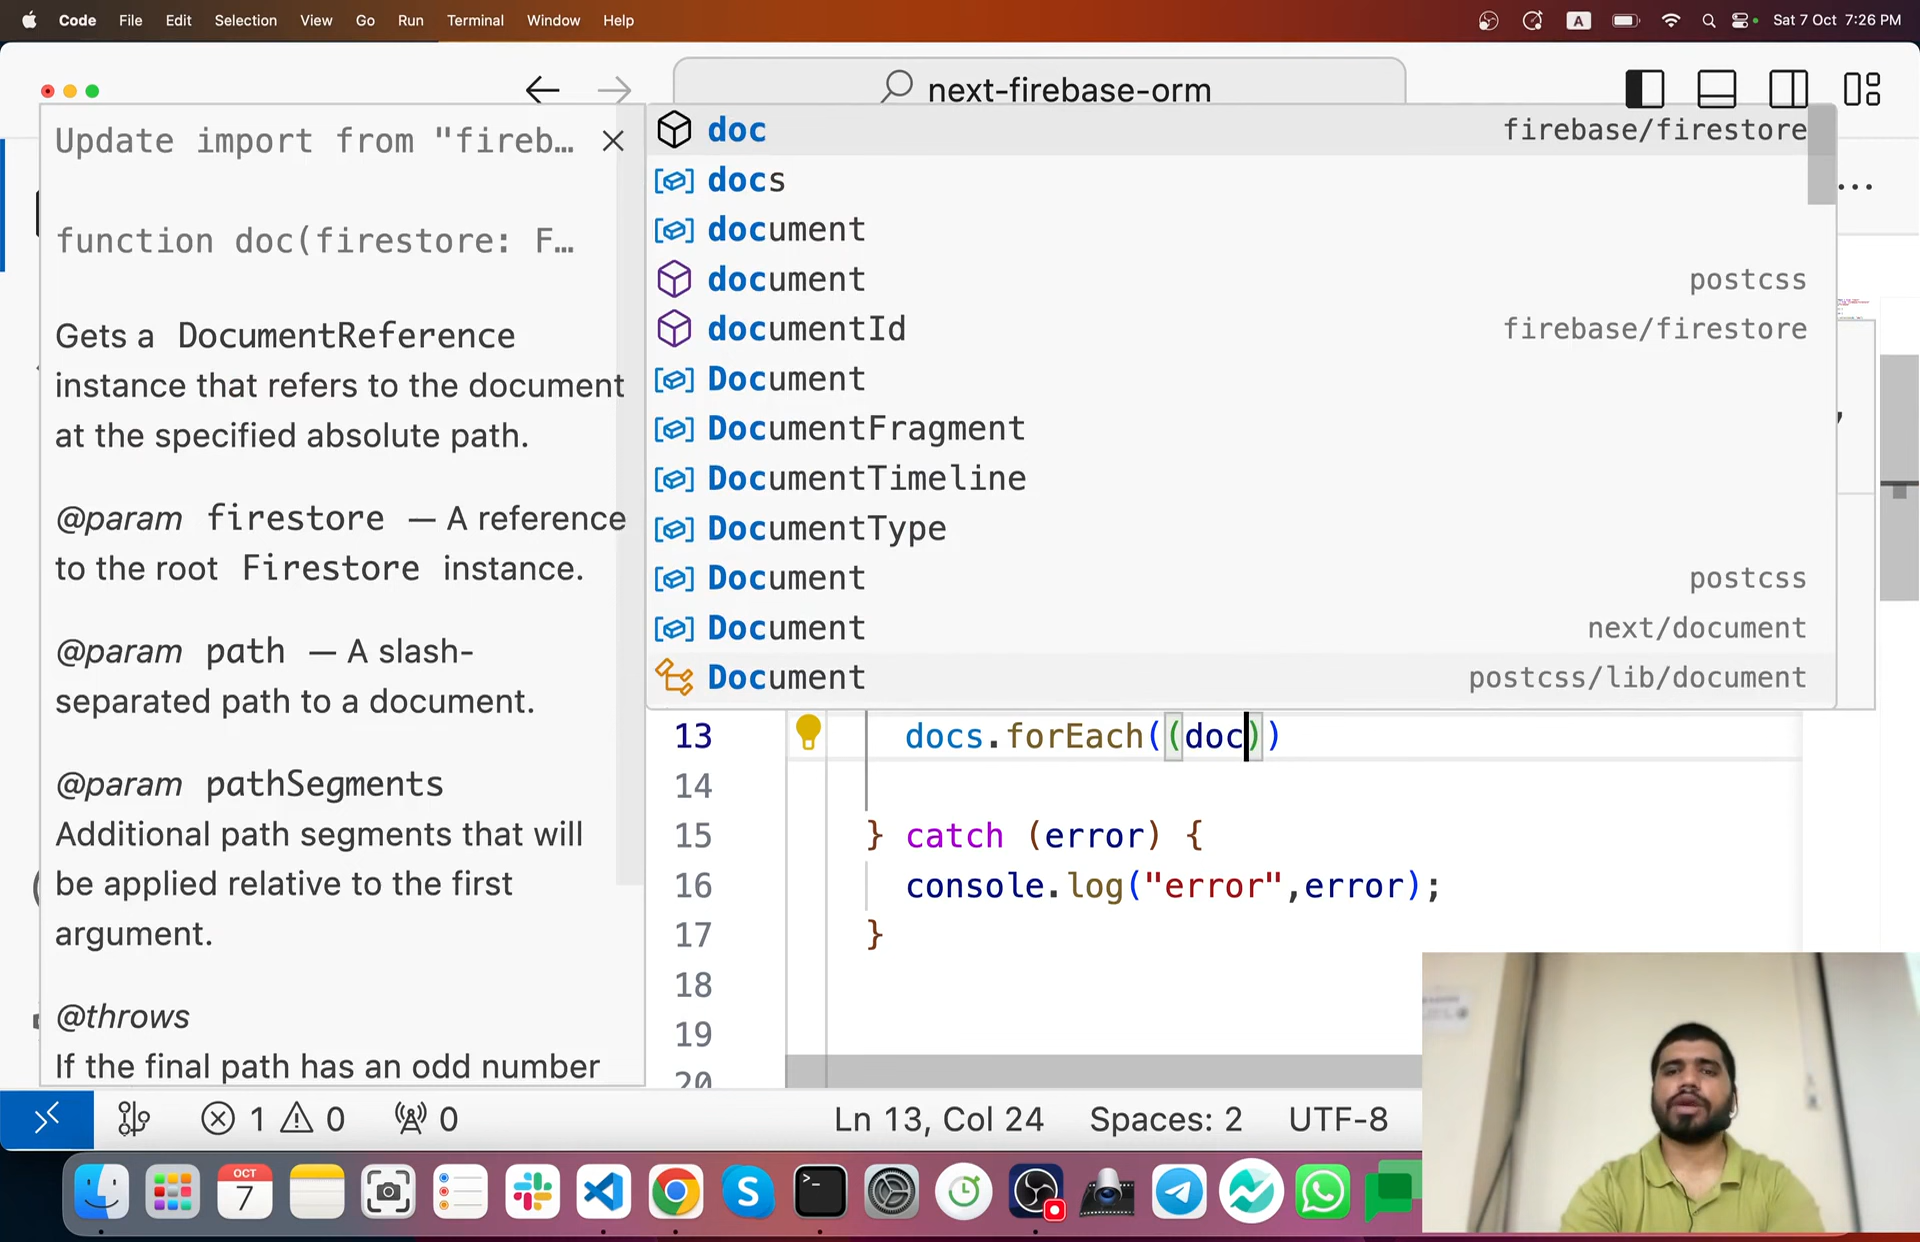 Code File Edit Selection View Go Run Terminal Window Help
A Sat 7 Oct 7:26 PM
next-firebase-orm
Update import from "fireb…
function doc(firestore: F…
Gets a DocumentReference
instance that refers to the document
at the specified absolute path.
@param firestore — A reference
to the root Firestore instance.
@param path — A slash-
separated path to a document.
@param pathSegments
Additional path segments that will
be applied relative to the first
argument.
@throws
If the final path has an odd number
doc firebase/firestore
docs
document
document postcss
documentId firebase/firestore
Document
DocumentFragment
DocumentTimeline
DocumentType
Document postcss
Document next/document
Document postcss/lib/document
13 docs.forEach((doc))
14
15 } catch (error) {
16 console.log("error",error);
17 }
18
19
20
1 0 0 Ln 13, Col 24 Spaces: 2 UTF-8
OCT
7
S